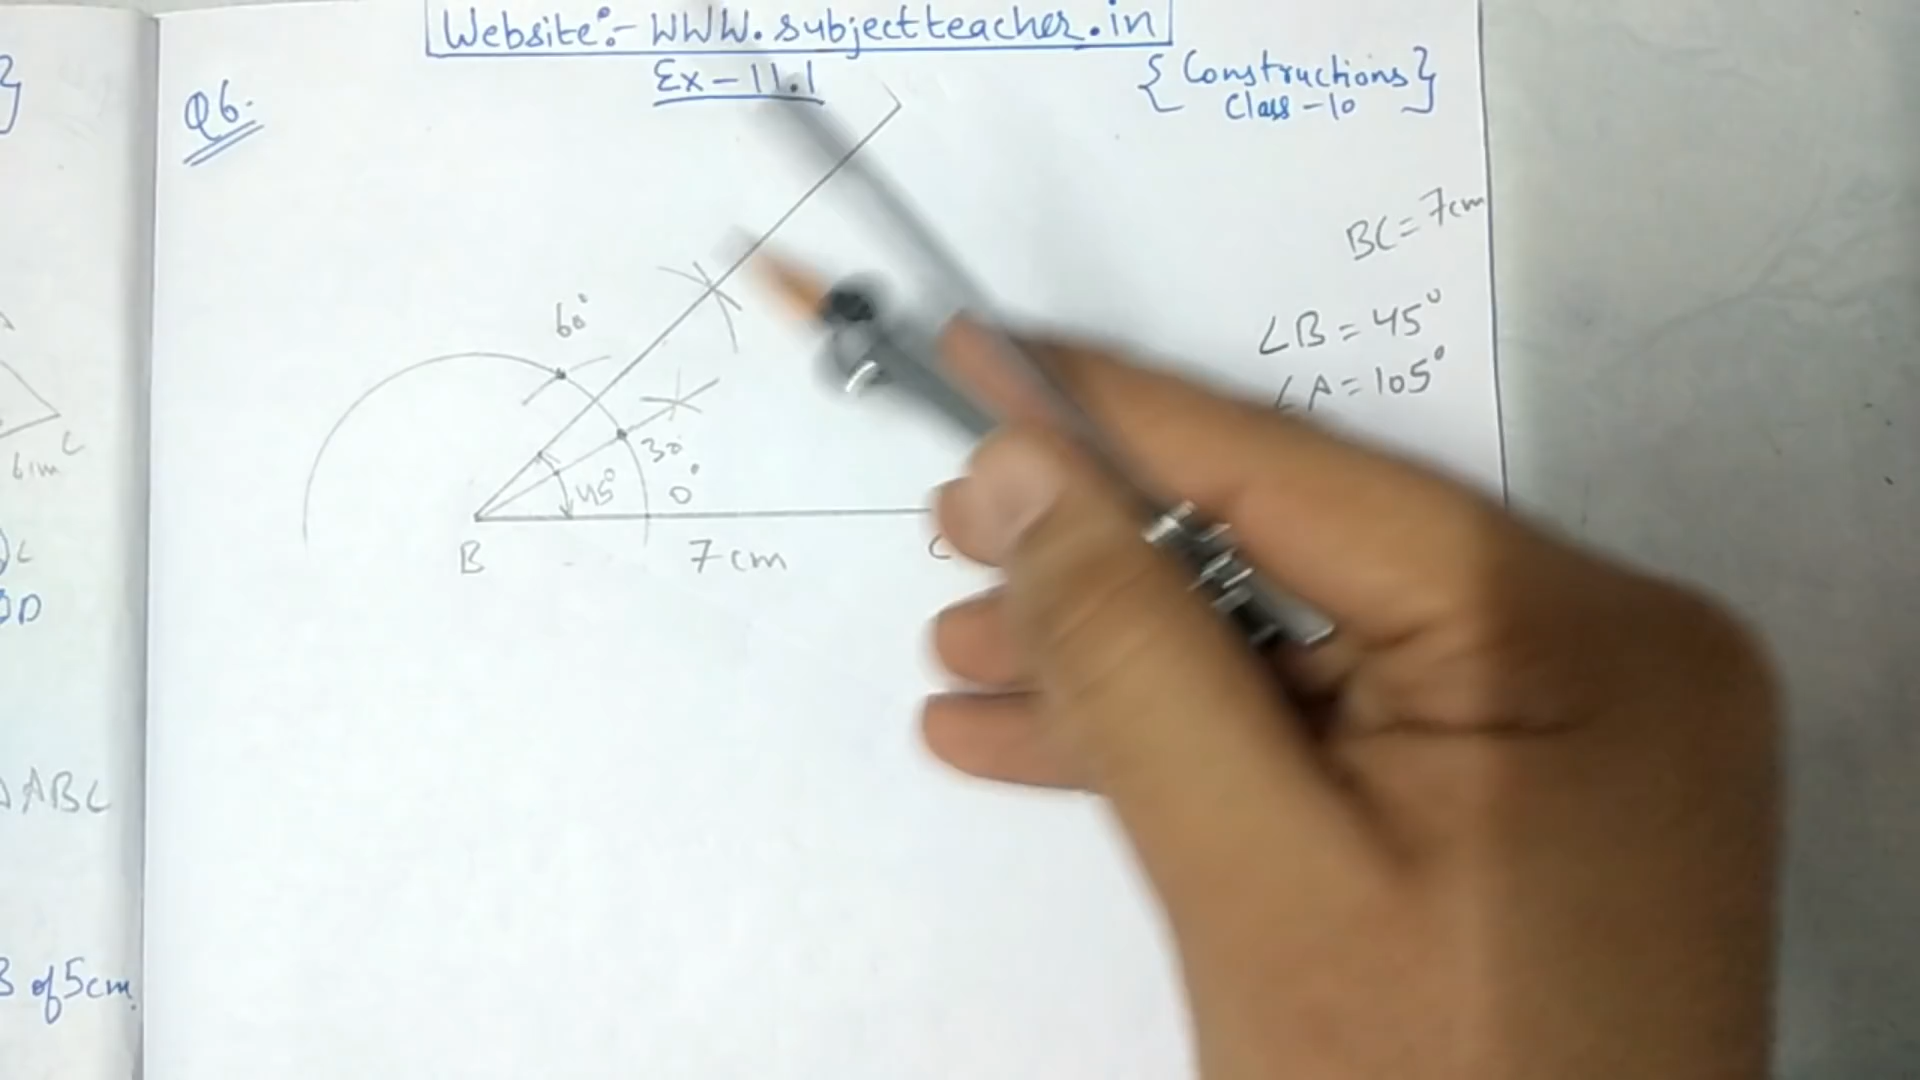 Website:- WWW.subjectteacher.in
Ex-11.1
{Constructions}
Class-10
Q6.
BC=7cm
∠B=45°
∠A=105°
60°
30°
45°
0°
B
7cm
C
}
C
6cm
C
D
△ABC
B of 5cm.